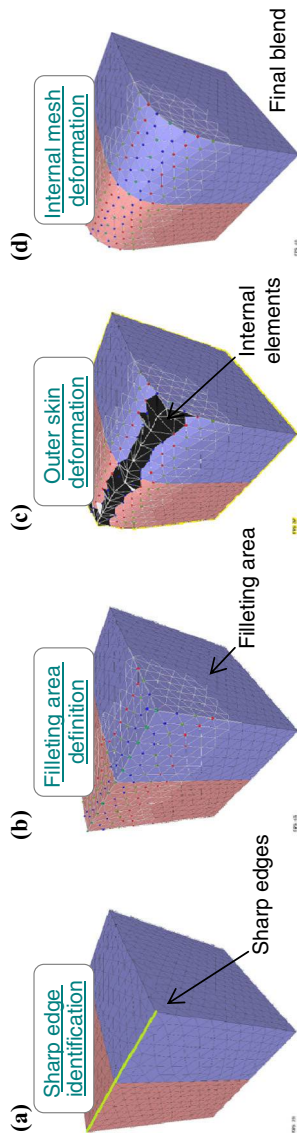 (a)
Sharp edge
identification
Sharp edges
(b)
Filleting area
definition
Filleting area
(c)
Outer skin
deformation
Internal
elements
(d)
Internal mesh
deformation
Final blend